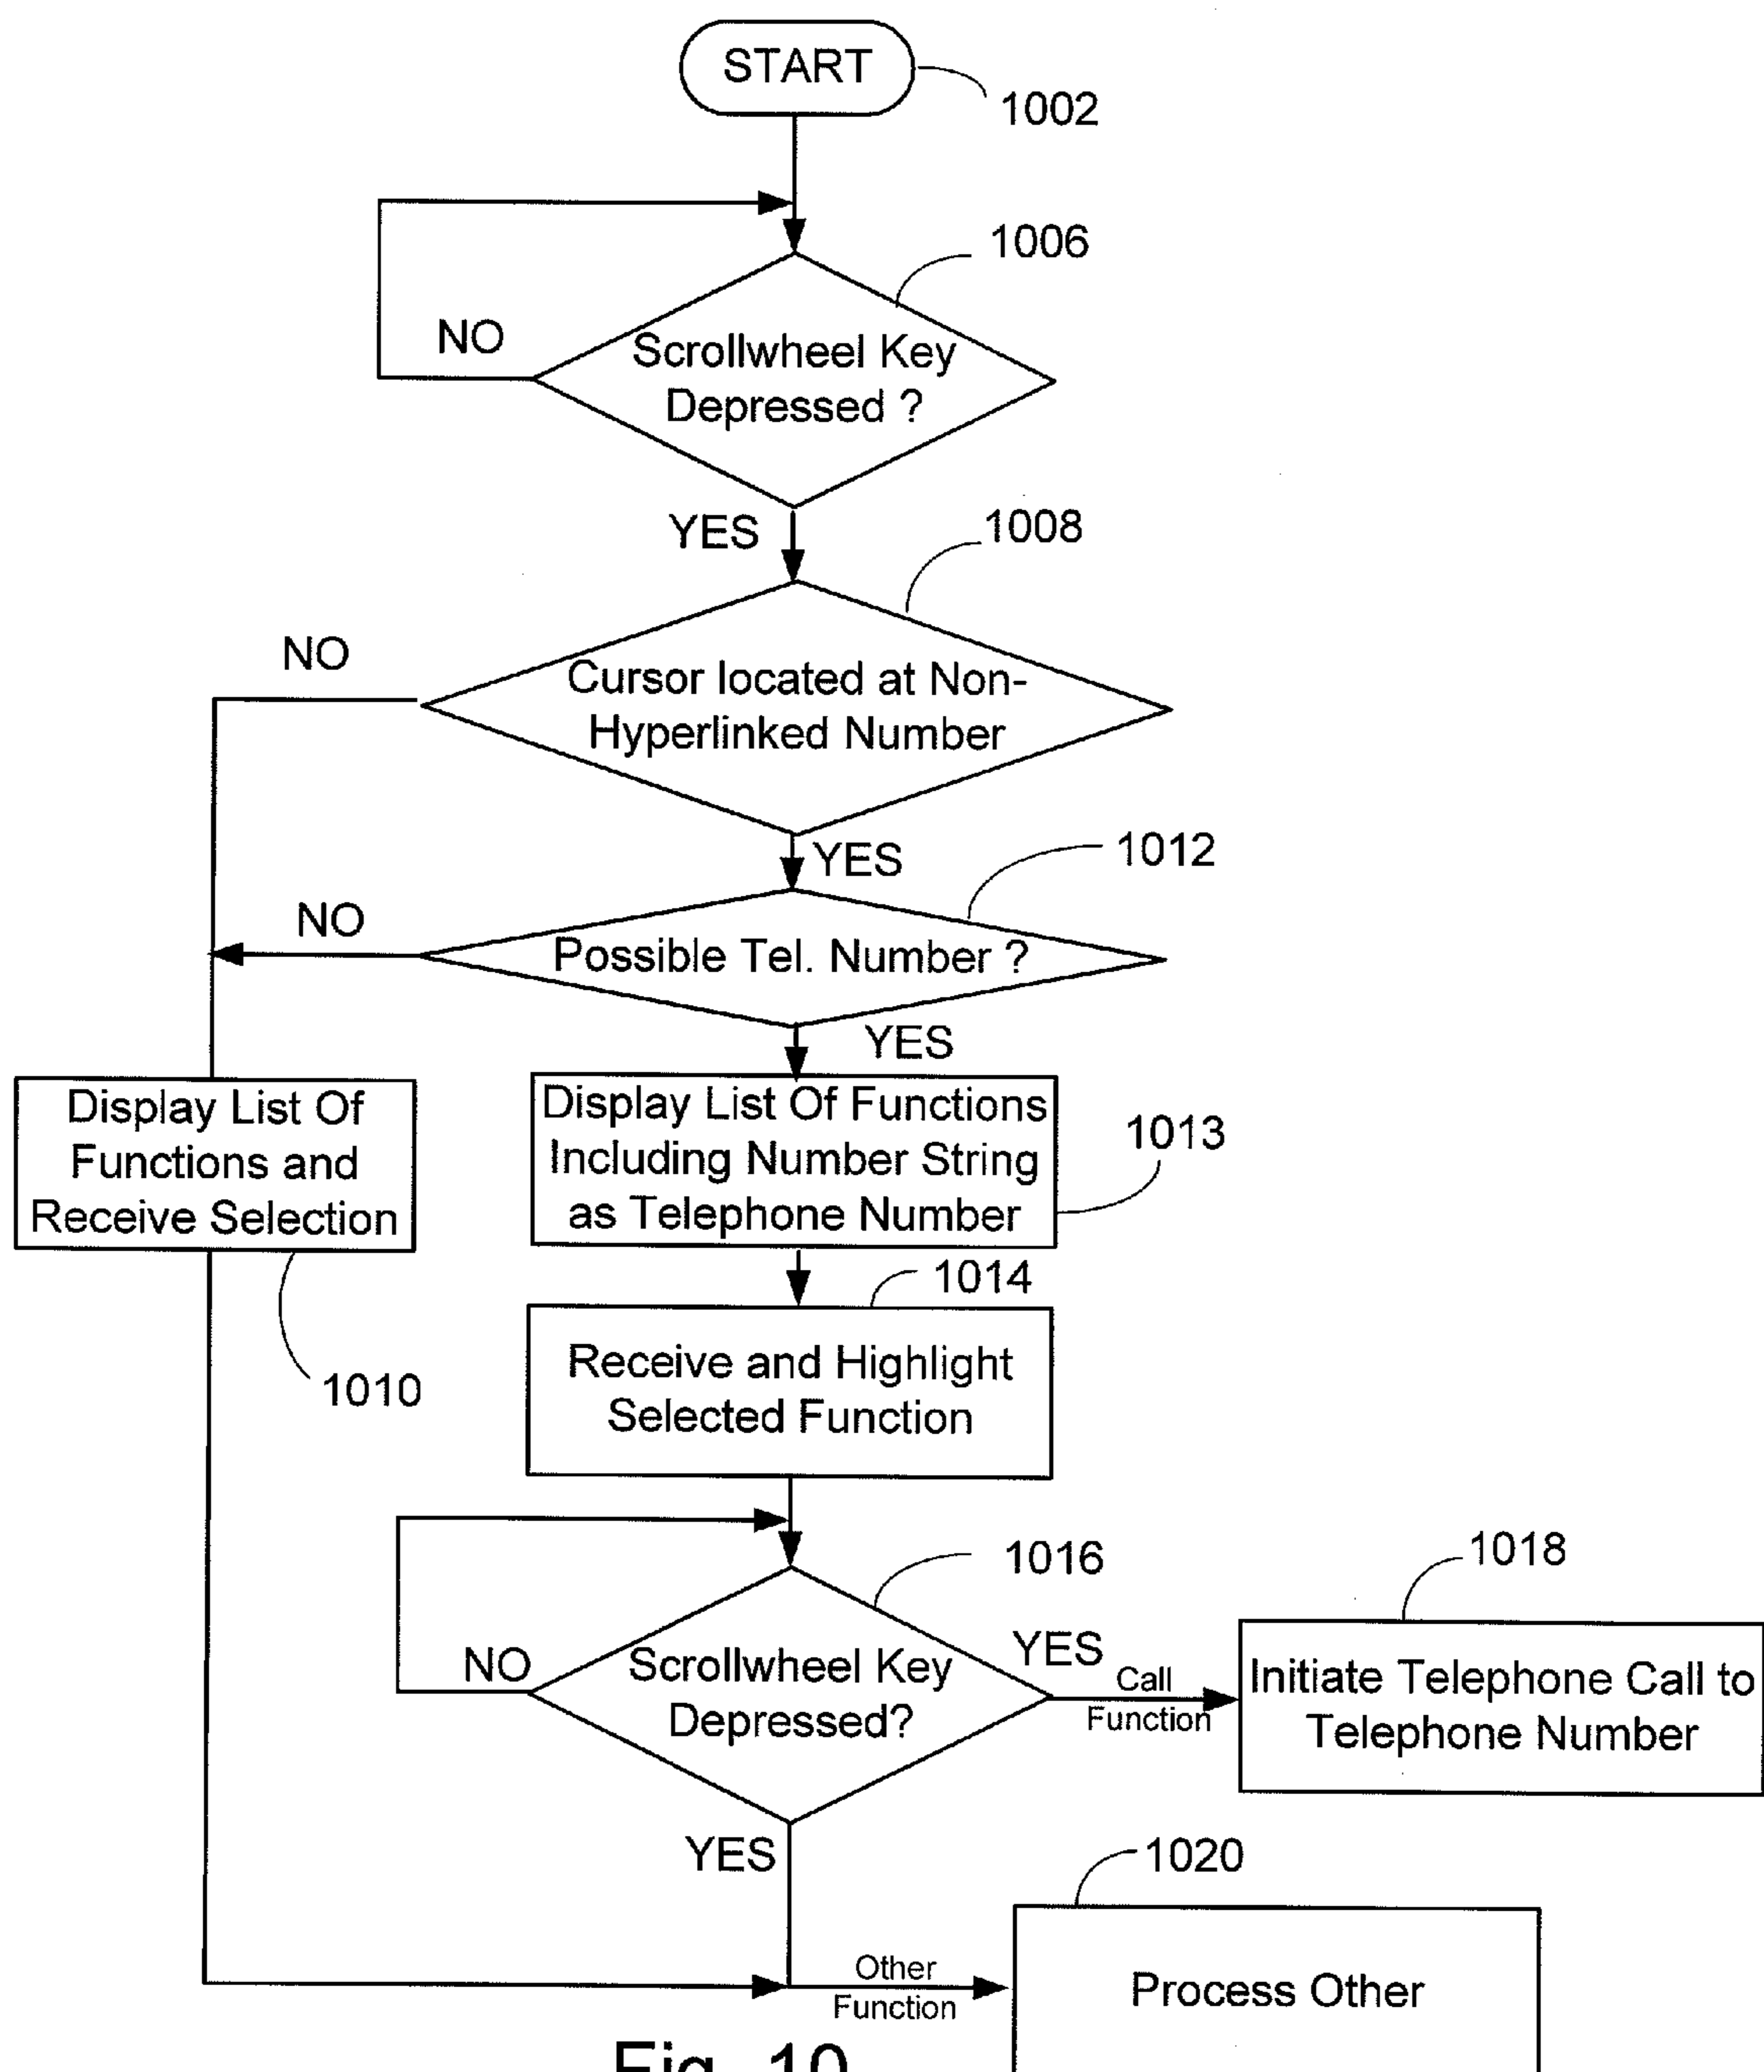 START
1002
1006
NO
Scrollwheel Key
Depressed ?
YES
1008
NO
Cursor located at Non-
Hyperlinked Number
YES
1012
NO
Possible Tel. Number ?
YES
Display List Of
Functions and
Receive Selection
1010
Display List Of Functions
Including Number String
as Telephone Number
1013
1014
Receive and Highlight
Selected Function
1016
NO
Scrollwheel Key
Depressed?
YES
Call
Function
1018
Initiate Telephone Call to
Telephone Number
YES
1020
Other
Function
Process Other
Fig. 10